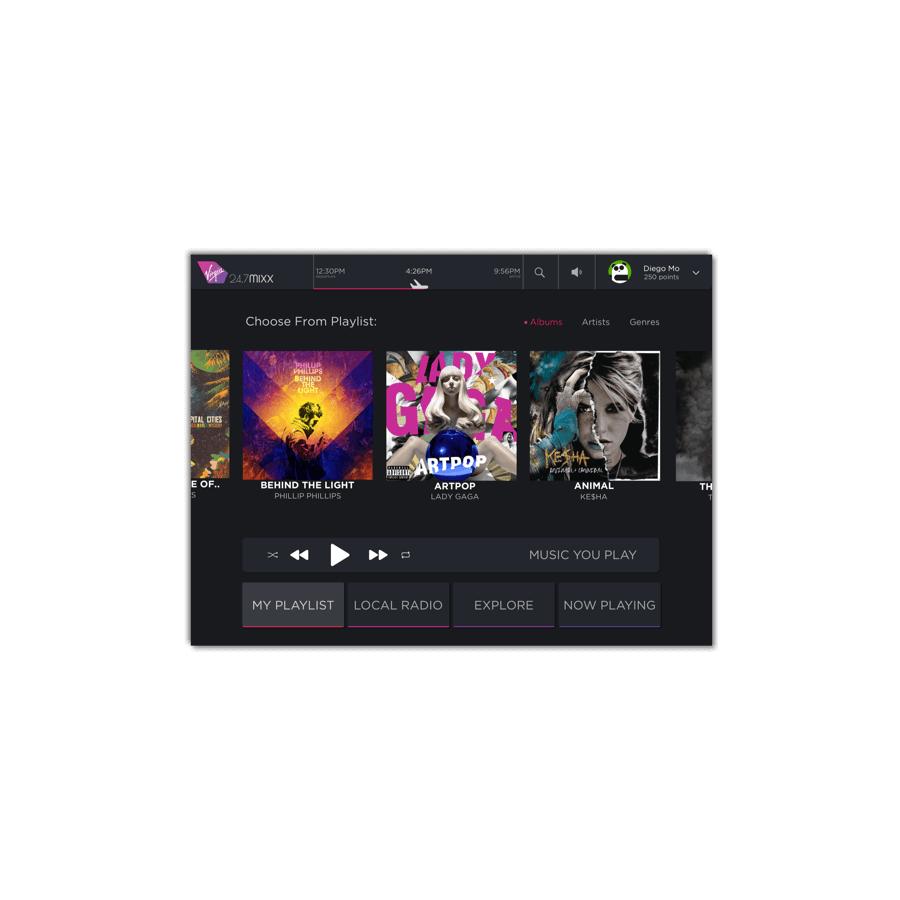 Virgin
24.7MIXX
12:30PM
4:26PM
9:56PM
Diego Mo
250 points
Choose From Playlist:
Albums
Artists
Genres
PITAL CITIES
PHILLIP
PHILLIPS
BEHIND
THE
LIGHT
LADY
GAGA
ARTPOP
KE$HA
E OF..
S
BEHIND THE LIGHT
PHILLIP PHILLIPS
ARTPOP
LADY GAGA
ANIMAL
KE$HA
TH
T
MUSIC YOU PLAY
MY PLAYLIST
LOCAL RADIO
EXPLORE
NOW PLAYING